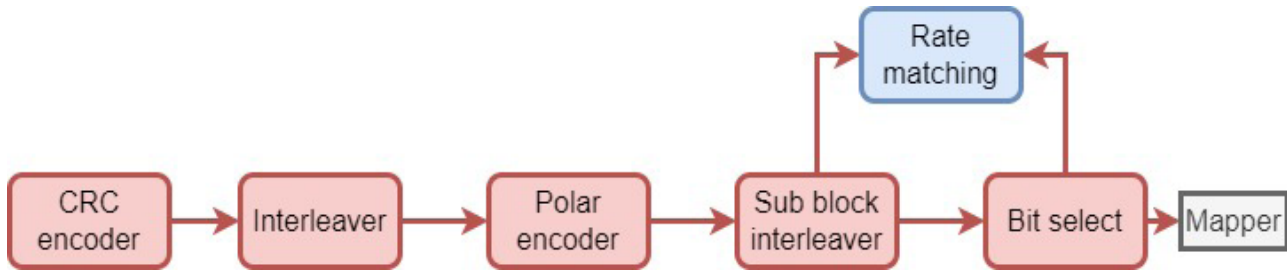 Rate
matching
CRC
encoder
Interleaver
Polar
encoder
Sub block
interleaver
Bit select
Mapper